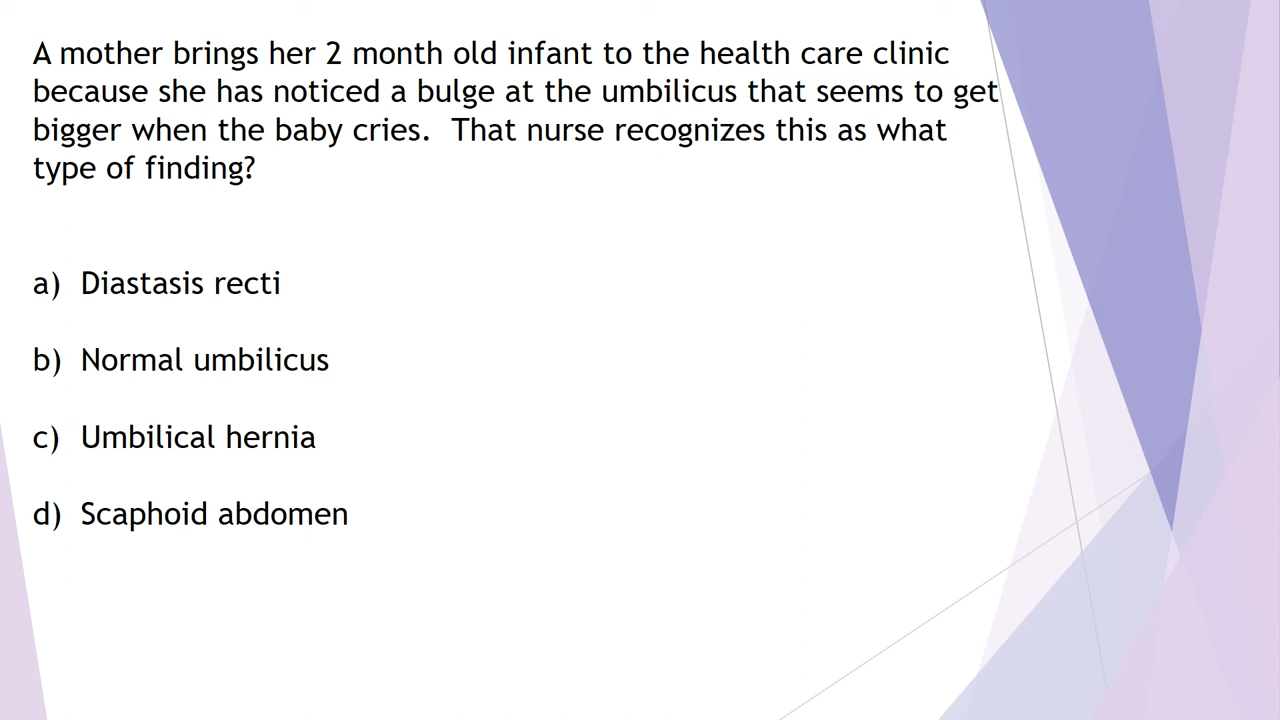 A mother brings her 2 month old infant to the health care clinic
because she has noticed a bulge at the umbilicus that seems to get
bigger when the baby cries.  That nurse recognizes this as what
type of finding?
a) Diastasis recti
b) Normal umbilicus
c) Umbilical hernia
d) Scaphoid abdomen